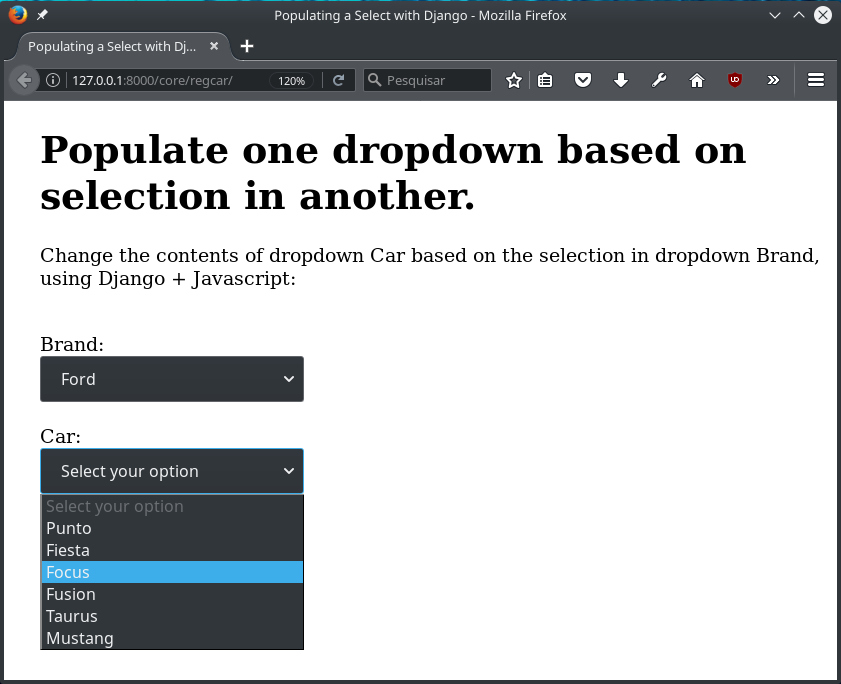 Populating a Select with Django - Mozilla Firefox
Populating a Select with Dj...
127.0.0.1:8000/core/regcar/ 120% Pesquisar
Populate one dropdown based on
selection in another.
Change the contents of dropdown Car based on the selection in dropdown Brand,
using Django + Javascript:
Brand:
Ford
Car:
Select your option
Select your option
Punto
Fiesta
Focus
Fusion
Taurus
Mustang